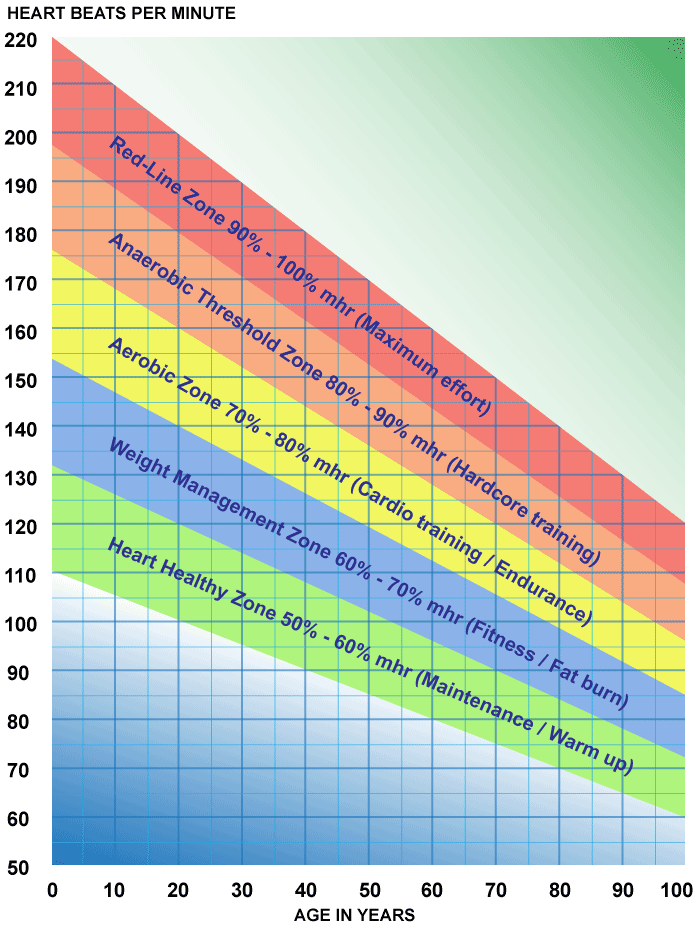 HEART BEATS PER MINUTE
220
210
200
190
180
170
160
150
140
130
120
110
100
90
80
70
60
50
Red-Line Zone 90% - 100% mhr (Maximum effort)
Anaerobic Threshold Zone 80% - 90% mhr (Hardcore training)
Aerobic Zone 70% - 80% mhr (Cardio training / Endurance)
Weight Management Zone 60% - 70% mhr (Fitness / Fat burn)
Heart Healthy Zone 50% - 60% mhr (Maintenance / Warm up)
0 10 20 30 40 50 60 70 80 90 100
AGE IN YEARS